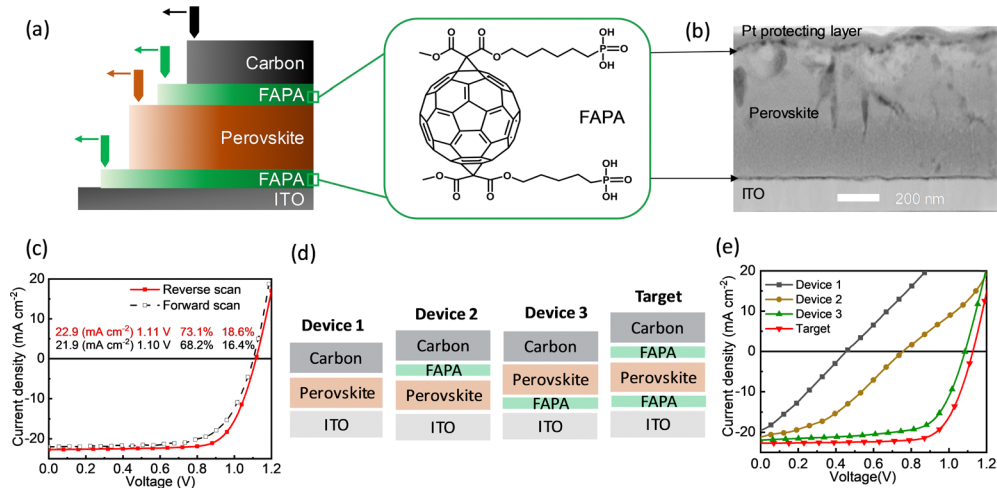 (a)
Carbon
FAPA
Perovskite
FAPA
ITO
O O
O O
OH
P=O
OH
FAPA
O O
O O
OH
P=O
OH
(b)
Pt protecting layer
Perovskite
ITO
200 nm
(c)
Current density (mA cm⁻²)
20
10
0
-10
-20
Reverse scan
Forward scan
22.9 (mA cm⁻²) 1.11 V 73.1% 18.6%
21.9 (mA cm⁻²) 1.10 V 68.2% 16.4%
0.0 0.2 0.4 0.6 0.8 1.0 1.2
Voltage (V)
(d)
Device 1
Carbon
Perovskite
ITO
Device 2
Carbon
FAPA
Perovskite
ITO
Device 3
Carbon
Perovskite
FAPA
ITO
Target
Carbon
FAPA
Perovskite
FAPA
ITO
(e)
Current density (mA cm⁻²)
20
10
0
-10
-20
Device 1
Device 2
Device 3
Target
0.0 0.2 0.4 0.6 0.8 1.0 1.2
Voltage(V)